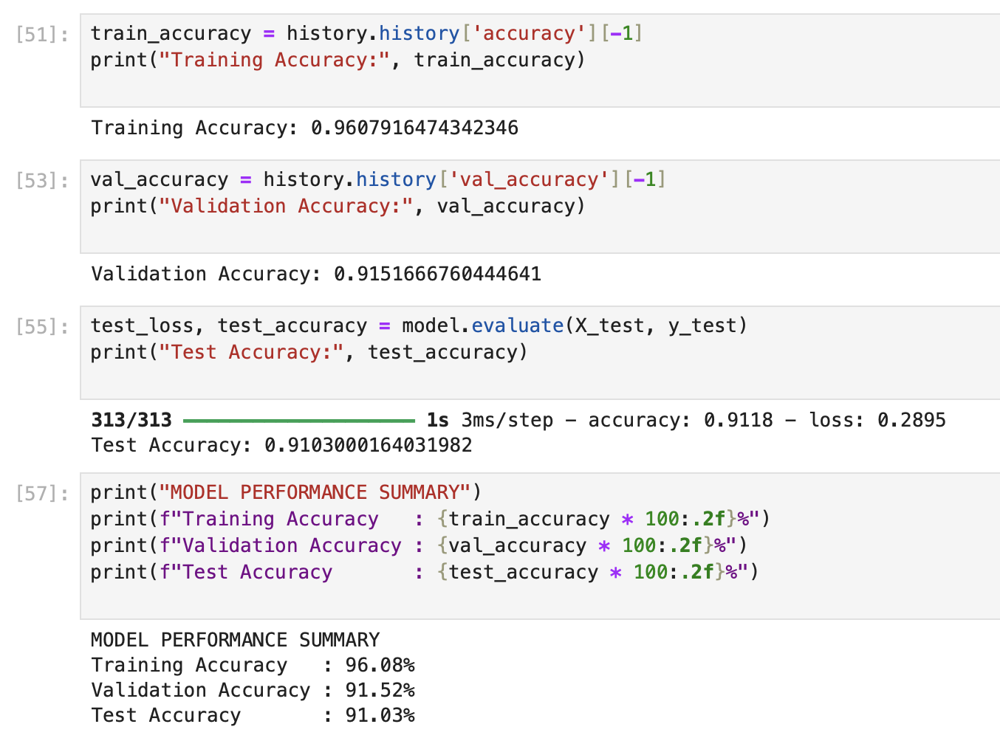 [51]: train_accuracy = history.history['accuracy'][-1]
print("Training Accuracy:", train_accuracy)
Training Accuracy: 0.9607916474342346
[53]: val_accuracy = history.history['val_accuracy'][-1]
print("Validation Accuracy:", val_accuracy)
Validation Accuracy: 0.9151666760444641
[55]: test_loss, test_accuracy = model.evaluate(X_test, y_test)
print("Test Accuracy:", test_accuracy)
313/313 ━━━━━━━━━━━━━━━━━━━━ 1s 3ms/step - accuracy: 0.9118 - loss: 0.2895
Test Accuracy: 0.9103000164031982
[57]: print("MODEL PERFORMANCE SUMMARY")
print(f"Training Accuracy   : {train_accuracy * 100:.2f}%")
print(f"Validation Accuracy : {val_accuracy * 100:.2f}%")
print(f"Test Accuracy       : {test_accuracy * 100:.2f}%")
MODEL PERFORMANCE SUMMARY
Training Accuracy   : 96.08%
Validation Accuracy : 91.52%
Test Accuracy       : 91.03%